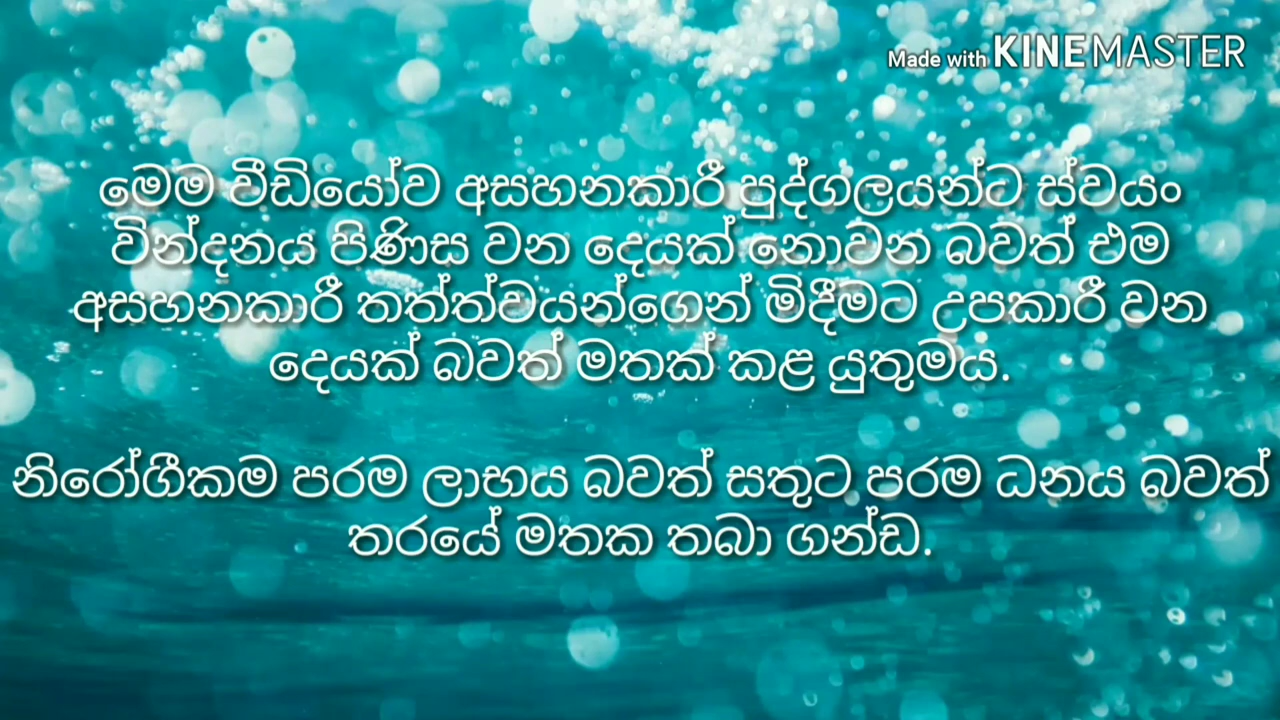 Made with KINEMASTER
මෙම වීඩියෝව අසහනකාරී පුද්ගලයන්ට ස්වයං
වින්දනය පිණිස වන දෙයක් නොවන බවත් එම
අසහනකාරී තත්ත්වයන්ගෙන් මිදීමට උපකාරී වන
දෙයක් බවත් මතක් කළ යුතුමය.
නිරෝගීකම පරම ලාභය බවත් සතුට පරම ධනය බවත්
තරයේ මතක තබා ගන්ඩ.